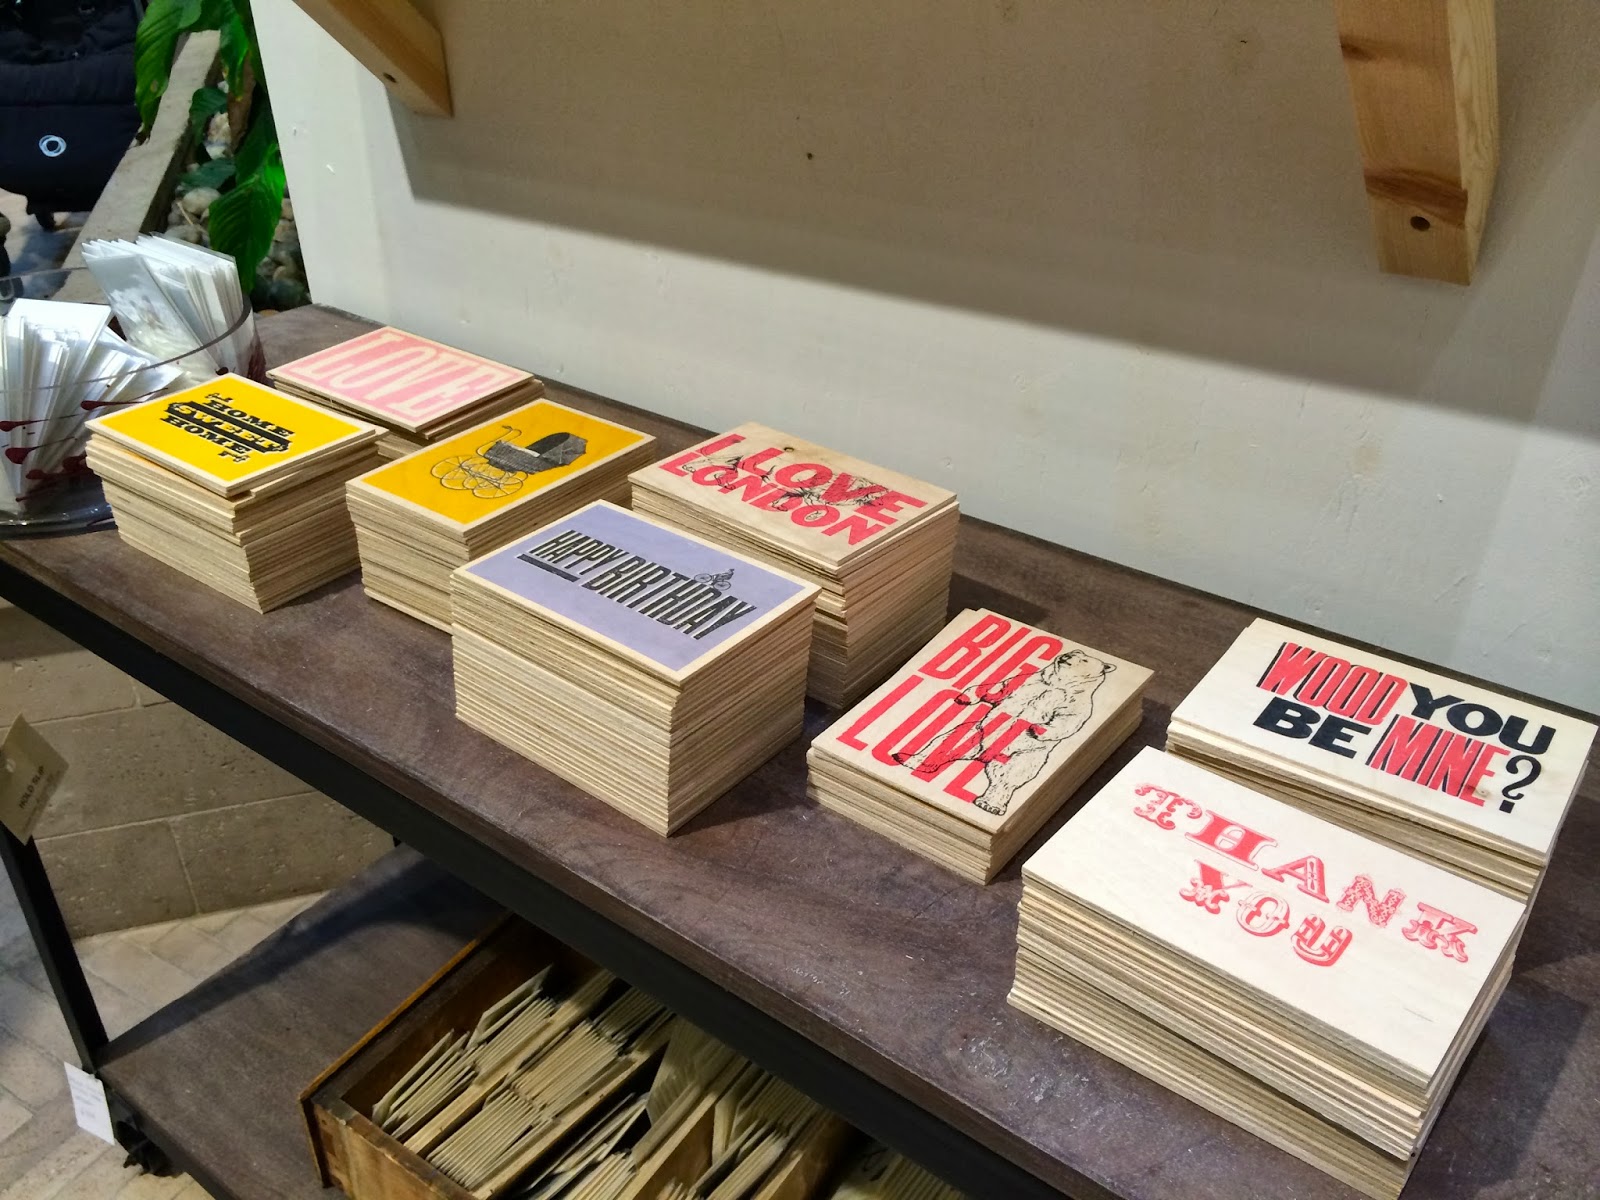 LOVE
HOME
SWEET
HOME
I LOVE
LONDON
HAPPY BIRTHDAY
BIG
LOVE
WOOD YOU
BE MINE?
THANK
YOU